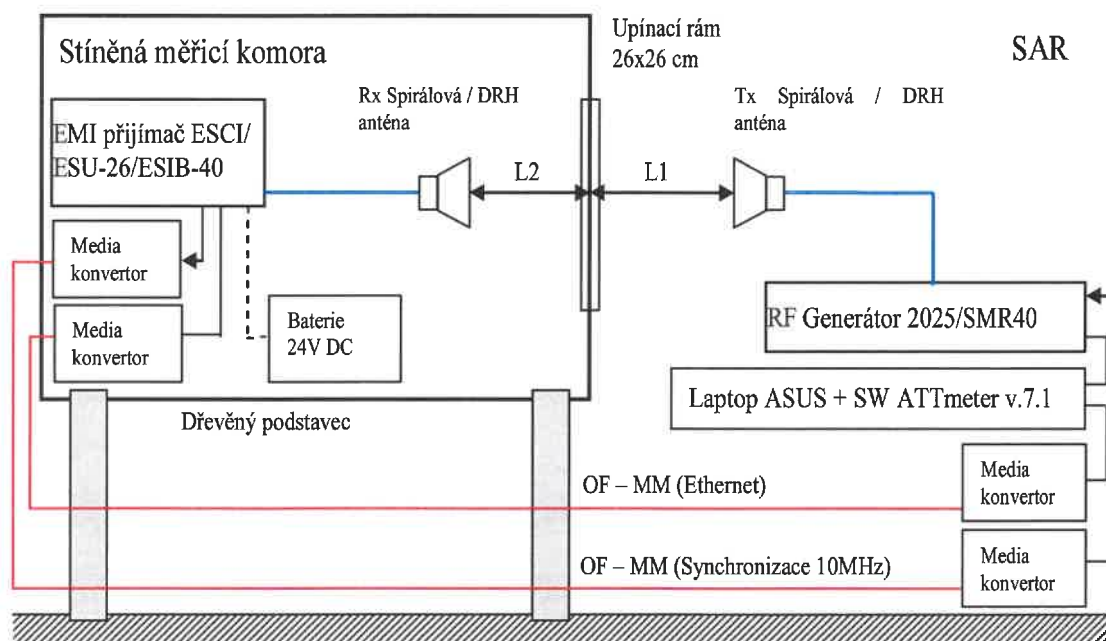 Stíněná měřicí komora
Upínací rám
26x26 cm
SAR
Rx Spirálová / DRH
anténa
Tx Spirálová / DRH
anténa
EMI přijímač ESCI/
ESU-26/ESIB-40
L2
L1
Media
konvertor
Media
konvertor
Baterie
24V DC
RF Generátor 2025/SMR40
Laptop ASUS + SW ATTmeter v.7.1
Dřevěný podstavec
OF – MM (Ethernet)
Media
konvertor
OF – MM (Synchronizace 10MHz)
Media
konvertor